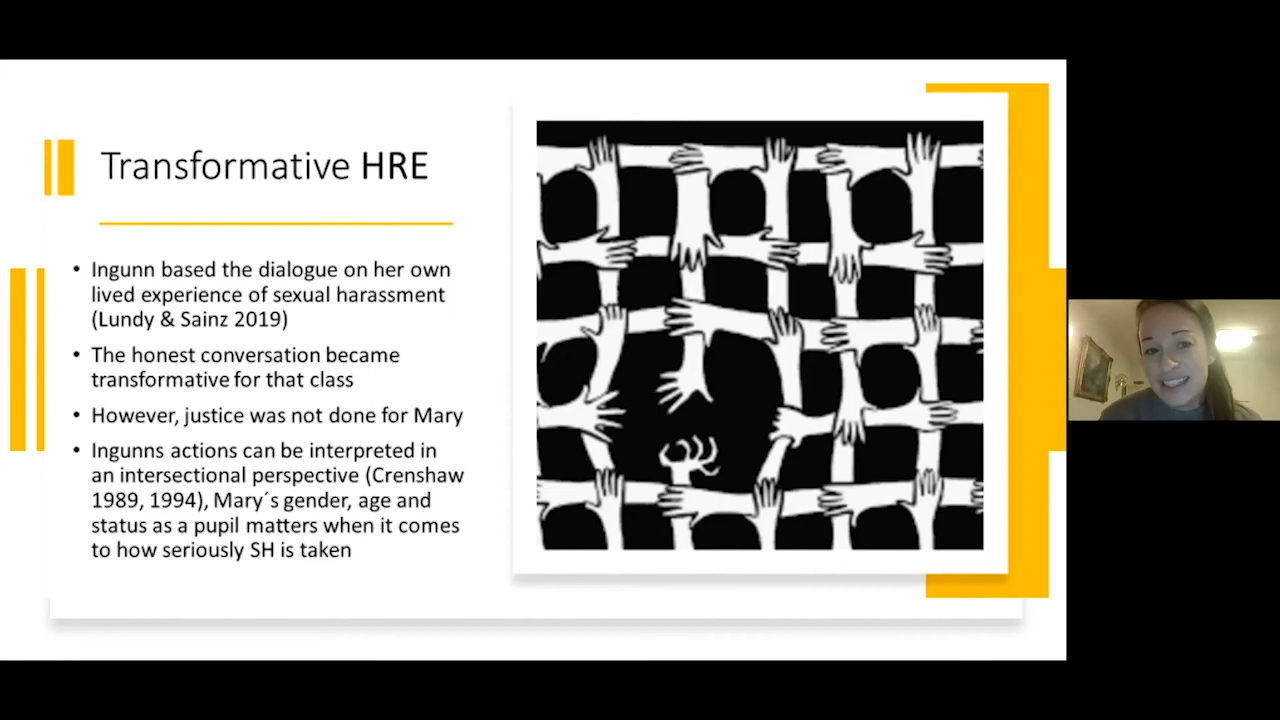 Transformative HRE
• Ingunn based the dialogue on her own
lived experience of sexual harassment
(Lundy & Sainz 2019)
• The honest conversation became
transformative for that class
• However, justice was not done for Mary
• Ingunns actions can be interpreted in
an intersectional perspective (Crenshaw
1989, 1994), Mary´s gender, age and
status as a pupil matters when it comes
to how seriously SH is taken